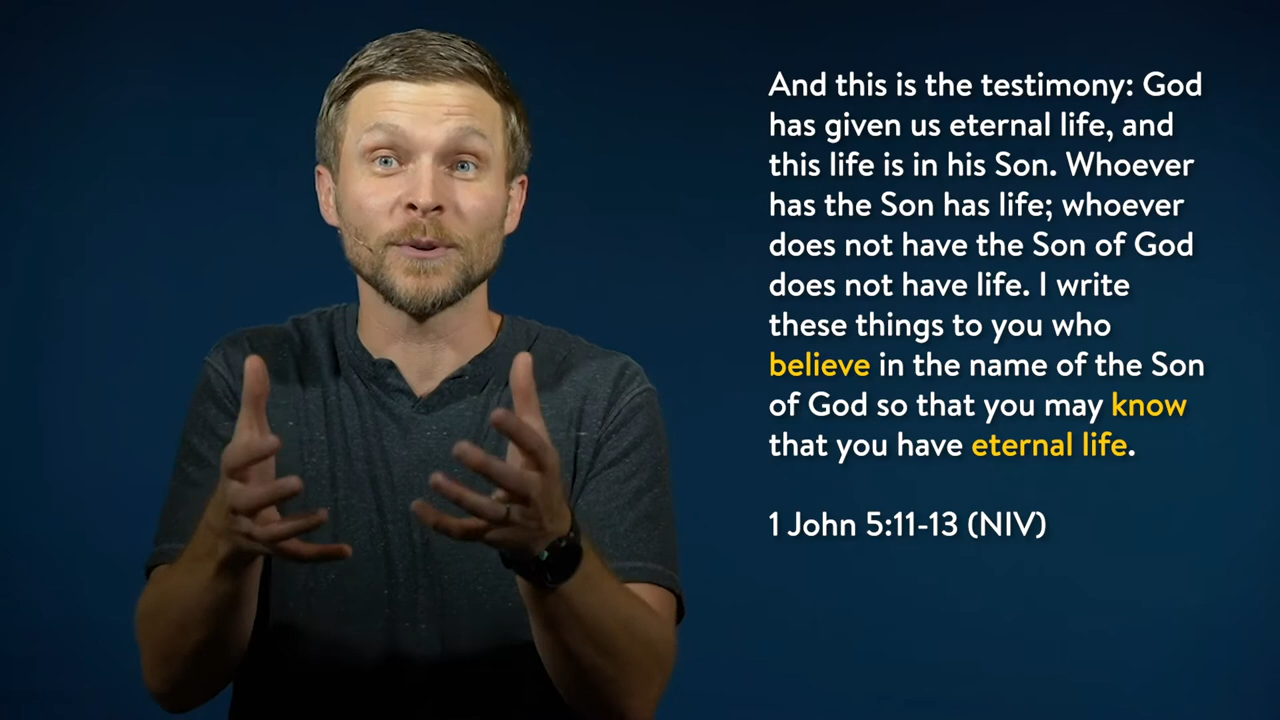 And this is the testimony: God
has given us eternal life, and
this life is in his Son. Whoever
has the Son has life; whoever
does not have the Son of God
does not have life. I write
these things to you who
believe in the name of the Son
of God so that you may know
that you have eternal life.
1 John 5:11-13 (NIV)